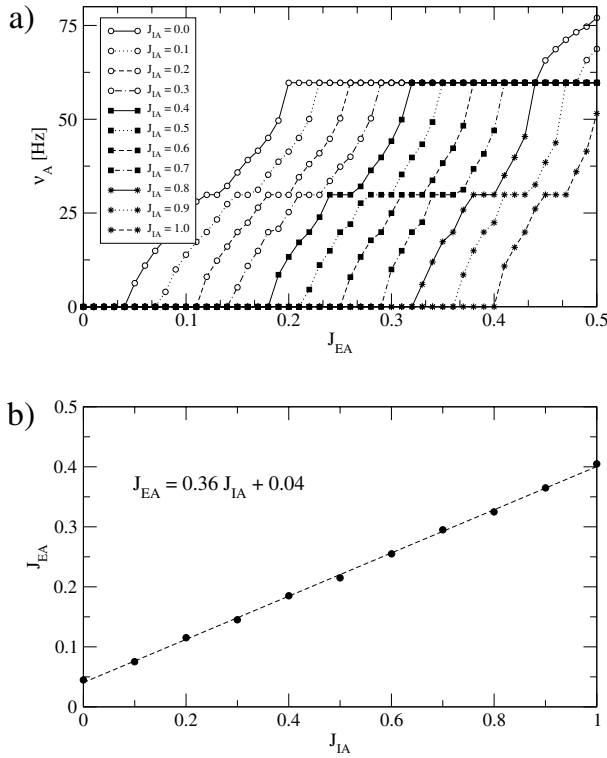 a)
75
50
25
0
ν_A [Hz]
J_IA = 0.0
J_IA = 0.1
J_IA = 0.2
J_IA = 0.3
J_IA = 0.4
J_IA = 0.5
J_IA = 0.6
J_IA = 0.7
J_IA = 0.8
J_IA = 0.9
J_IA = 1.0
0 0.1 0.2 0.3 0.4 0.5
J_EA
b)
0.5
0.4
0.3
0.2
0.1
0
J_EA
J_EA = 0.36 J_IA + 0.04
0 0.2 0.4 0.6 0.8 1
J_IA